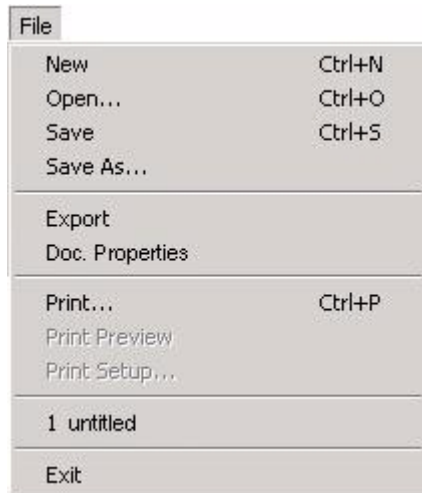 File
New Ctrl+N
Open... Ctrl+O
Save Ctrl+S
Save As...
Export
Doc. Properties
Print... Ctrl+P
Print Preview
Print Setup...
1 untitled
Exit